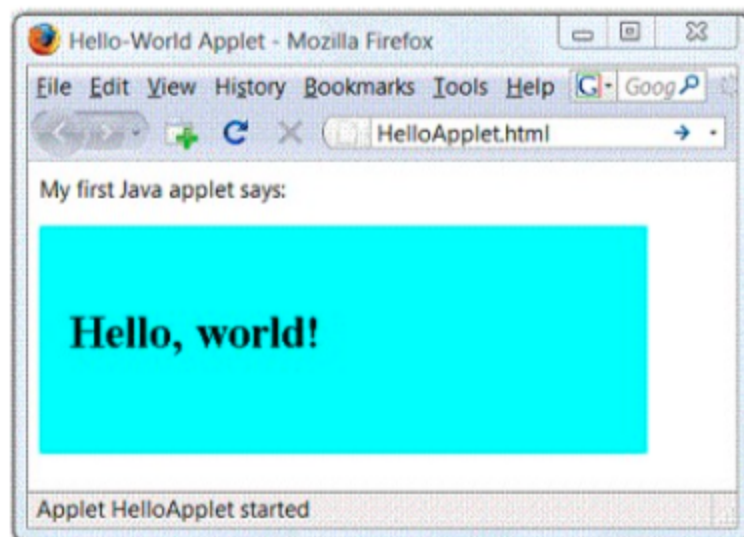 Hello-World Applet - Mozilla Firefox
File Edit View History Bookmarks Tools Help G Goog
HelloApplet.html
My first Java applet says:
Hello, world!
Applet HelloApplet started